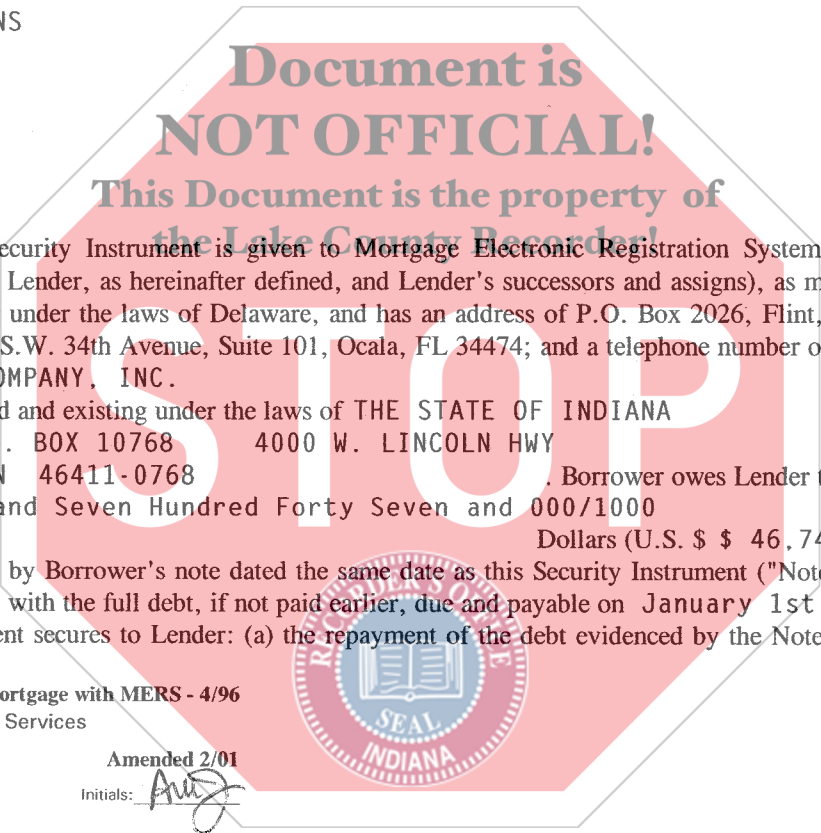 NS
Document is
NOT OFFICIAL!
This Document is the property of
the Lake County Recorder!
ecurity Instrument is given to Mortgage Electronic Registration System
Lender, as hereinafter defined, and Lender's successors and assigns), as m
under the laws of Delaware, and has an address of P.O. Box 2026, Flint,
S.W. 34th Avenue, Suite 101, Ocala, FL 34474; and a telephone number o
OMPANY, INC.
d and existing under the laws of THE STATE OF INDIANA
. BOX 10768 4000 W. LINCOLN HWY
N 46411-0768 . Borrower owes Lender t
and Seven Hundred Forty Seven and 000/1000
Dollars (U.S. $ $ 46,74
by Borrower's note dated the same date as this Security Instrument ("Note
with the full debt, if not paid earlier, due and payable on January 1st
ent secures to Lender: (a) the repayment of the debt evidenced by the Note
STOP
RECORDER'S OFFICE
SEAL
INDIANA
ortgage with MERS - 4/96
Services
Amended 2/01
Initials: